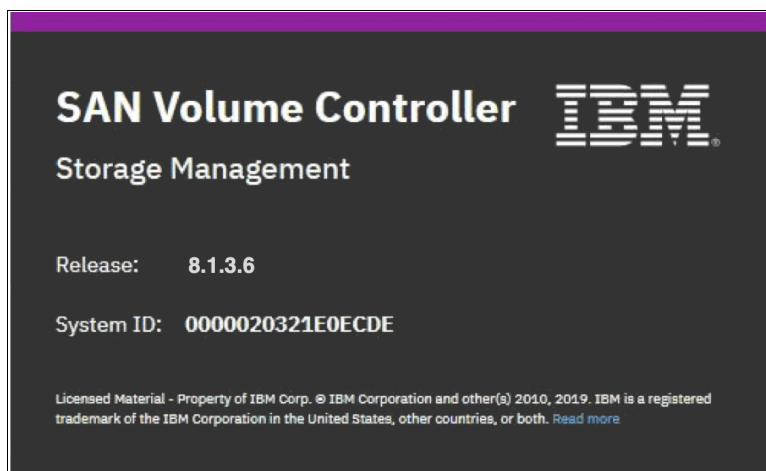 SAN Volume Controller IBM®
Storage Management
Release: 8.1.3.6
System ID: 0000020321E0ECDE
Licensed Material - Property of IBM Corp. © IBM Corporation and other(s) 2010, 2019. IBM is a registered
trademark of the IBM Corporation in the United States, other countries, or both. Read more